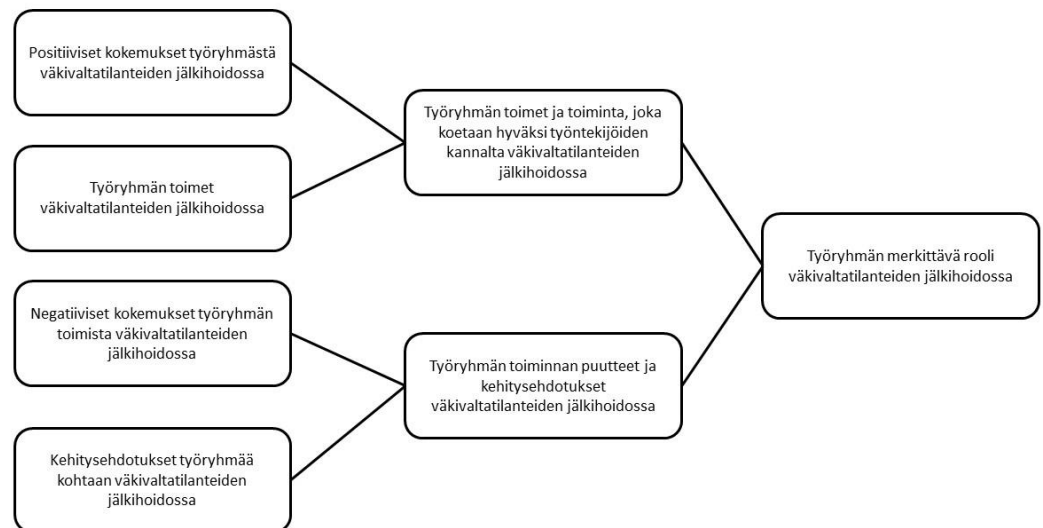 Positiiviset kokemukset työryhmästä
väkivaltatilanteiden jälkihoidossa
Työryhmän toimet
väkivaltatilanteiden jälkihoidossa
Negatiiviset kokemukset työryhmän
toimista väkivaltatilanteiden
jälkihoidossa
Kehitysehdotukset työryhmää
kohtaan väkivaltatilanteiden
jälkihoidossa
Työryhmän toimet ja toiminta, joka
koetaan hyväksi työntekijöiden
kannalta väkivaltatilanteiden
jälkihoidossa
Työryhmän toiminnan puutteet ja
kehitysehdotukset
väkivaltatilanteiden jälkihoidossa
Työryhmän merkittävä rooli
väkivaltatilanteiden jälkihoidossa